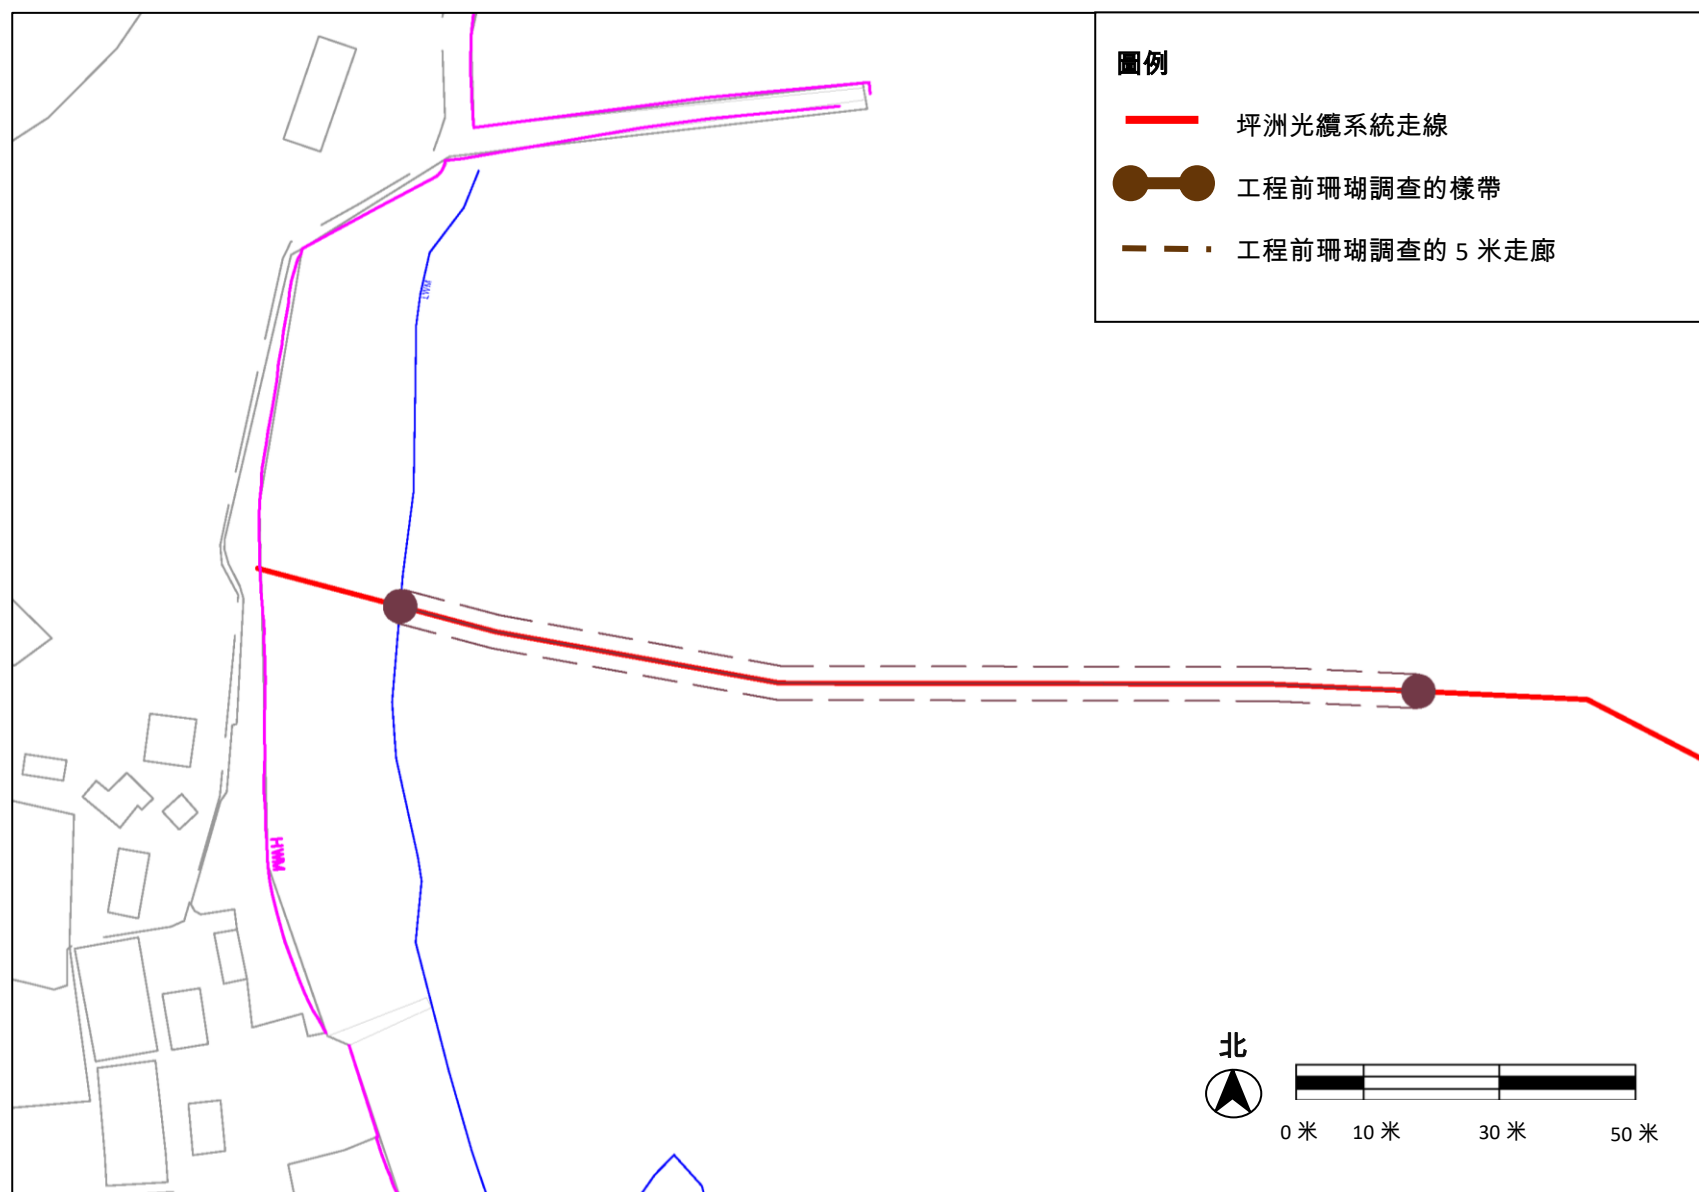 圖例
坪洲光纜系統走線
工程前珊瑚調查的樣帶
工程前珊瑚調查的 5 米走廊
LWM
HWM
北
0 米 10 米 30 米 50 米